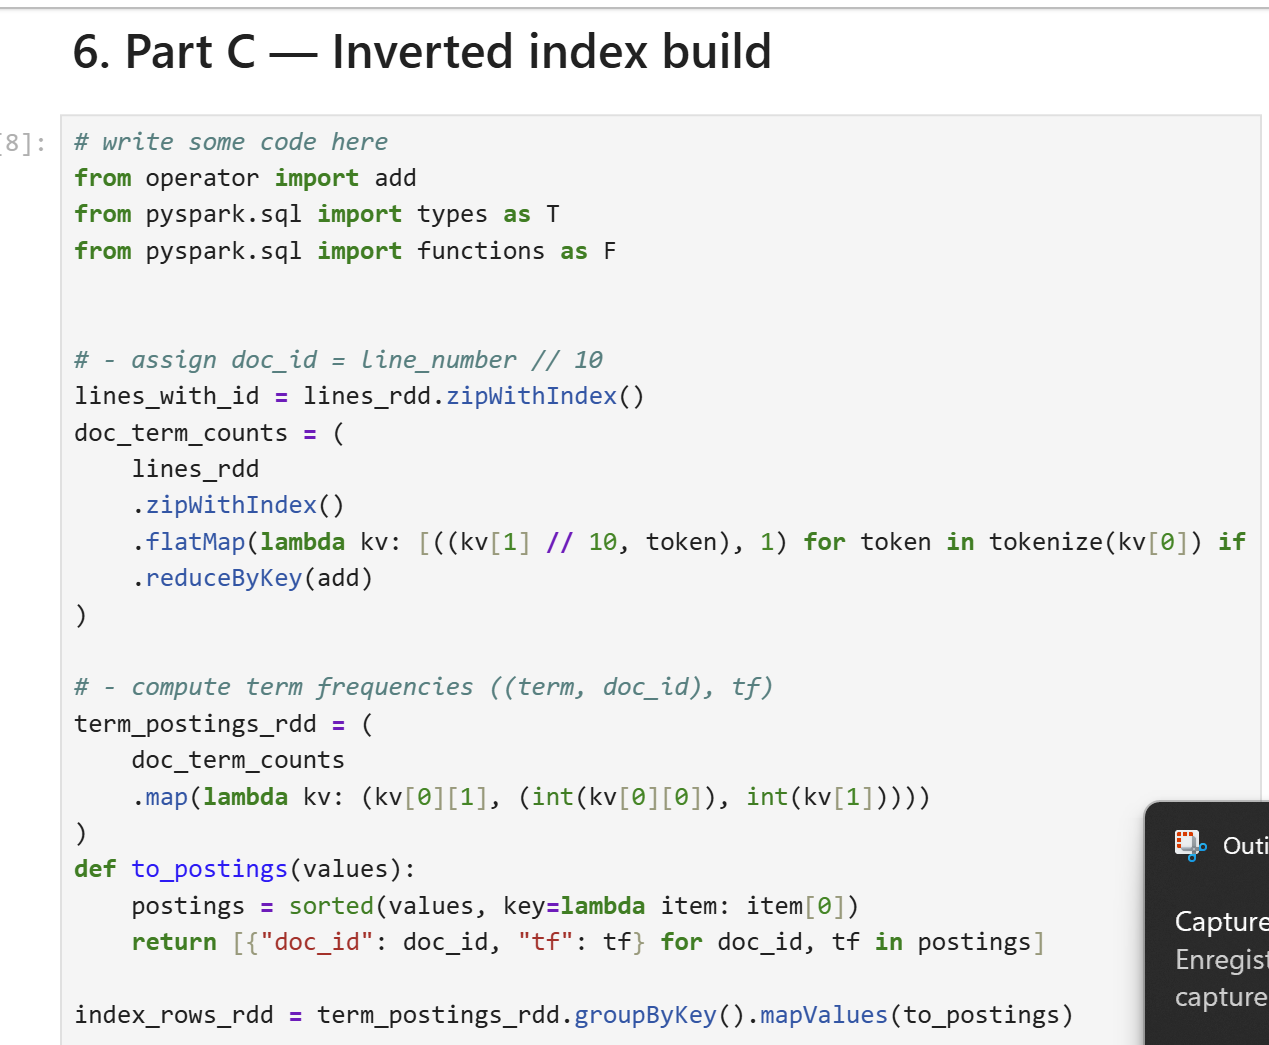 6. Part C — Inverted index build
[8]:
# write some code here
from operator import add
from pyspark.sql import types as T
from pyspark.sql import functions as F
# - assign doc_id = line_number // 10
lines_with_id = lines_rdd.zipWithIndex()
doc_term_counts = (
    lines_rdd
    .zipWithIndex()
    .flatMap(lambda kv: [((kv[1] // 10, token), 1) for token in tokenize(kv[0]) if
    .reduceByKey(add)
)
# - compute term frequencies ((term, doc_id), tf)
term_postings_rdd = (
    doc_term_counts
    .map(lambda kv: (kv[0][1], (int(kv[0][0]), int(kv[1]))))
)
def to_postings(values):
    postings = sorted(values, key=lambda item: item[0])
    return [{"doc_id": doc_id, "tf": tf} for doc_id, tf in postings]
index_rows_rdd = term_postings_rdd.groupByKey().mapValues(to_postings)
Outi
Capture
Enregist
capture